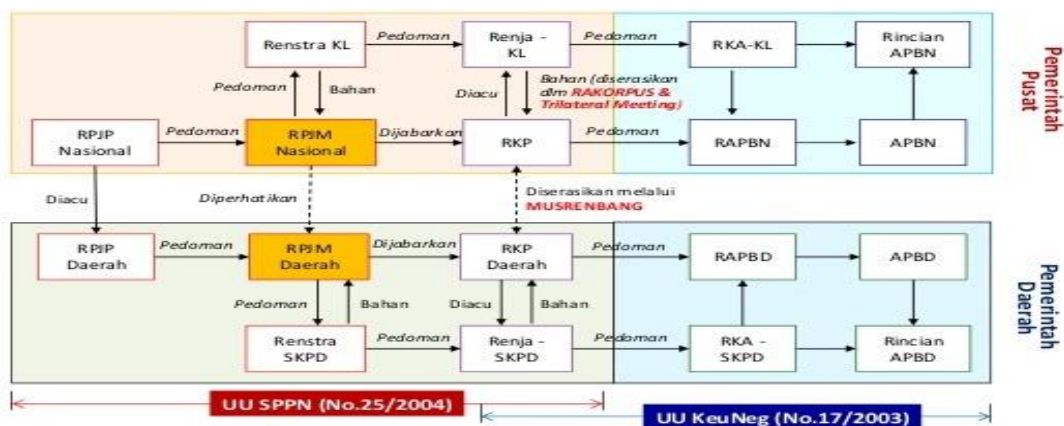 Renstra KL
Pedoman
Renja -
KL
Pedoman
RKA-KL
Rincian
APBN
Pedoman
Bahan
Diacu
Bahan (diserasikan
dlm RAKORPUS &
Trilateral Meeting)
RPJP
Nasional
Pedoman
RPJM
Nasional
Dijabarkan
RKP
Pedoman
RAPBN
APBN
Pemerintah
Pusat
Diacu
Diperhatikan
Diserasikan melalui
MUSRENBANG
RPJP
Daerah
Pedoman
RPJM
Daerah
Dijabarkan
RKP
Daerah
Pedoman
RAPBD
APBD
Pedoman
Bahan
Diacu
Bahan
Renstra
SKPD
Pedoman
Renja -
SKPD
Pedoman
RKA -
SKPD
Rincian
APBD
Pemerintah
Daerah
UU SPPN (No.25/2004)
UU KeuNeg (No.17/2003)